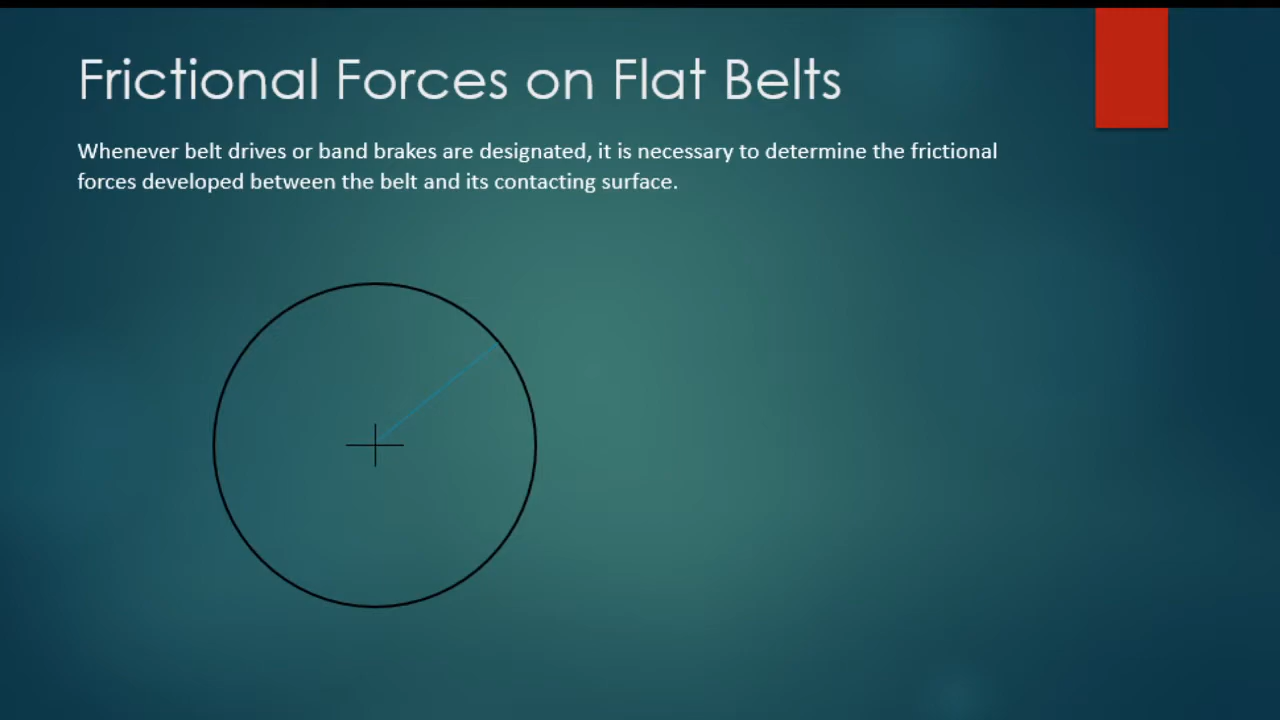 Frictional Forces on Flat Belts
Whenever belt drives or band brakes are designated, it is necessary to determine the frictional
forces developed between the belt and its contacting surface.